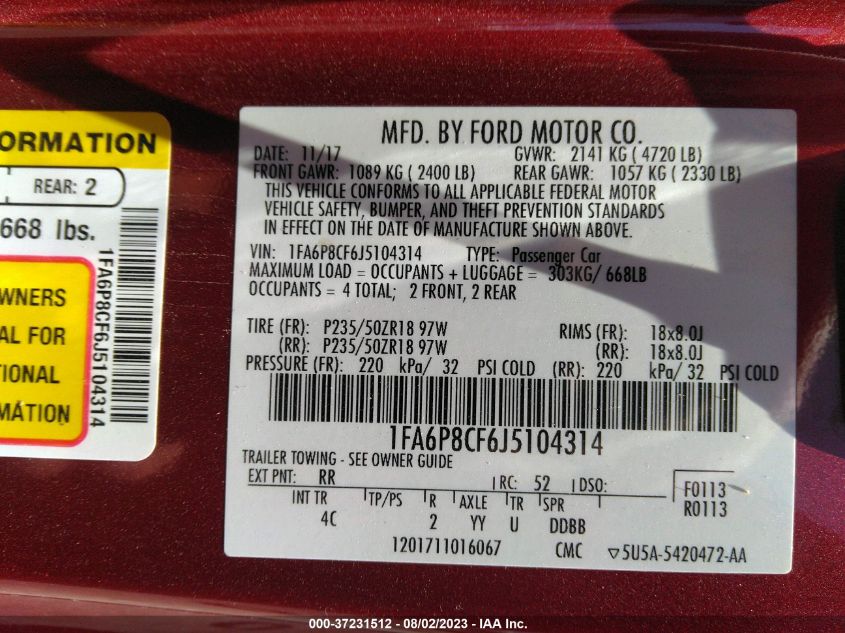 ORMATION
REAR: 2
668 lbs.
WNERS
AL FOR
TIONAL
MATION
1FA6P8CF6J5104314
MFD. BY FORD MOTOR CO.
DATE: 11/17 GVWR: 2141 KG ( 4720 LB)
FRONT GAWR: 1089 KG ( 2400 LB) REAR GAWR: 1057 KG ( 2330 LB)
THIS VEHICLE CONFORMS TO ALL APPLICABLE FEDERAL MOTOR
VEHICLE SAFETY, BUMPER, AND THEFT PREVENTION STANDARDS
IN EFFECT ON THE DATE OF MANUFACTURE SHOWN ABOVE.
VIN: 1FA6P8CF6J5104314 TYPE: Passenger Car
MAXIMUM LOAD = OCCUPANTS + LUGGAGE = 303KG/ 668LB
OCCUPANTS = 4 TOTAL; 2 FRONT, 2 REAR
TIRE (FR): P235/50ZR18 97W RIMS (FR): 18x8.0J
(RR): P235/50ZR18 97W (RR): 18x8.0J
PRESSURE (FR): 220 kPa/ 32 PSI COLD (RR): 220 kPa/ 32 PSI COLD
1FA6P8CF6J5104314
TRAILER TOWING - SEE OWNER GUIDE
EXT PNT: RR RC: 52 DSO: F0113
R0113
INT TR TP/PS R AXLE TR SPR
4C 2 YY U DDBB
1201711016067 CMC ▽5U5A-5420472-AA
000-37231512 - 08/02/2023 - IAA Inc.